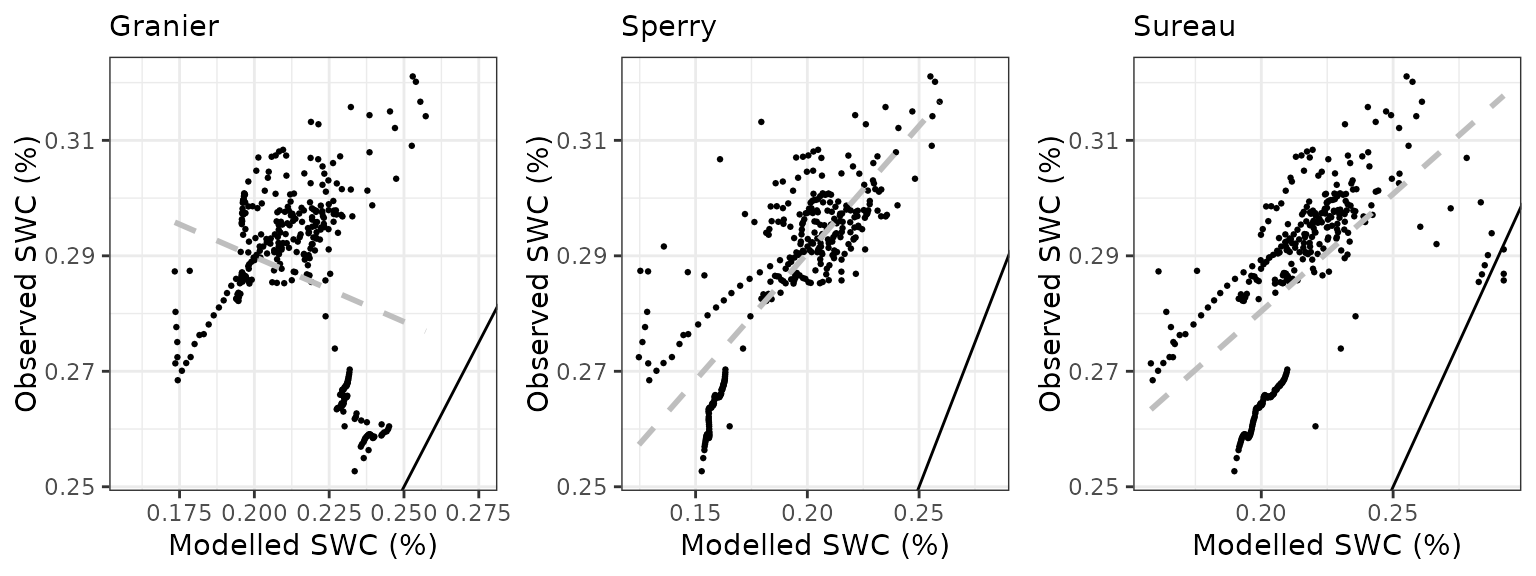 Granier
Observed SWC (%)
0.31
0.29
0.27
0.25
0.175 0.200 0.225 0.250 0.275
Modelled SWC (%)
Sperry
Observed SWC (%)
0.31
0.29
0.27
0.25
0.15 0.20 0.25
Modelled SWC (%)
Sureau
Observed SWC (%)
0.31
0.29
0.27
0.25
0.20 0.25
Modelled SWC (%)